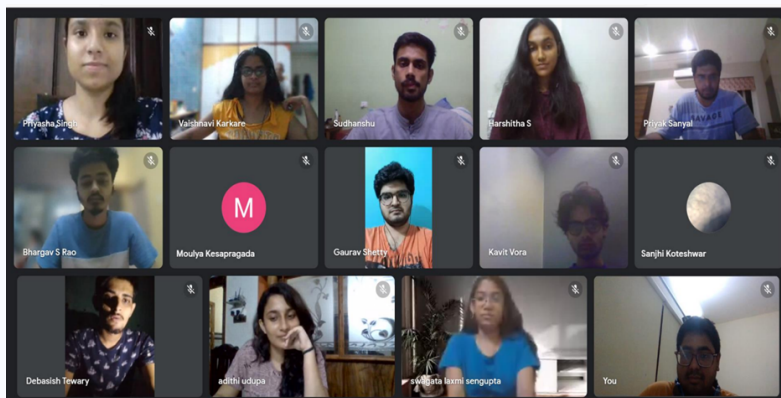 Priyasha Singh
Vaishnavi Karkare
Sudhanshu
Harshitha S
Priyak Sanyal
SAVAGE
Bhargav S Rao
M
Moulya Kesapragada
Gaurav Shetty
Kavit Vora
Sanjhi Koteshwar
Debasish Tewary
adithi udupa
swagata laxmi sengupta
You